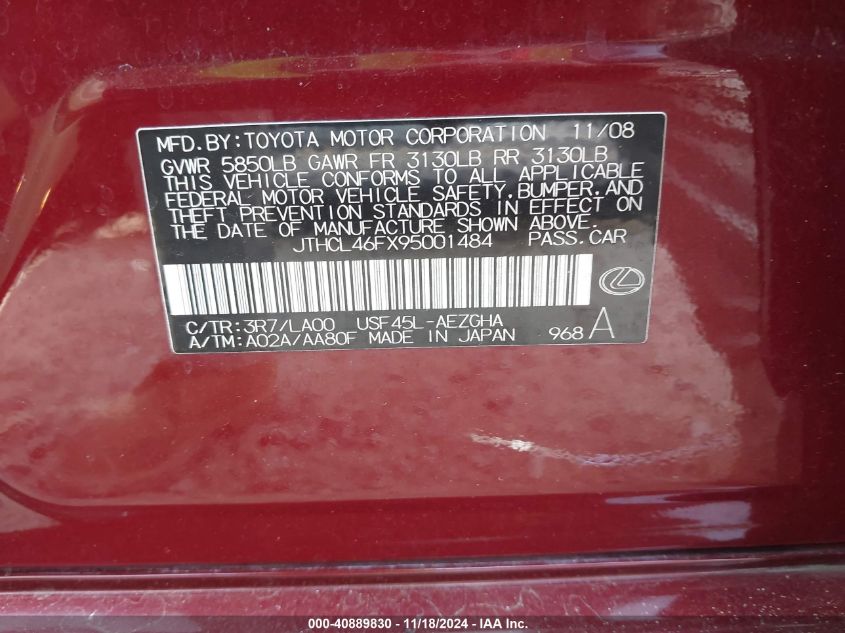 MFD.BY:TOYOTA MOTOR CORPORATION 11/08
GVWR 5850LB GAWR FR 3130LB RR 3130LB
THIS VEHICLE CONFORMS TO ALL APPLICABLE
FEDERAL MOTOR VEHICLE SAFETY,BUMPER,AND
THEFT PREVENTION STANDARDS IN EFFECT ON
THE DATE OF MANUFACTURE SHOWN ABOVE.
JTHCL46FX95001484 PASS.CAR
C/TR:3R7/LA00 USF45L-AEZGHA
A/TM:A02A/AA80F MADE IN JAPAN 968 A
000-40889830 - 11/18/2024 - IAA, Inc.